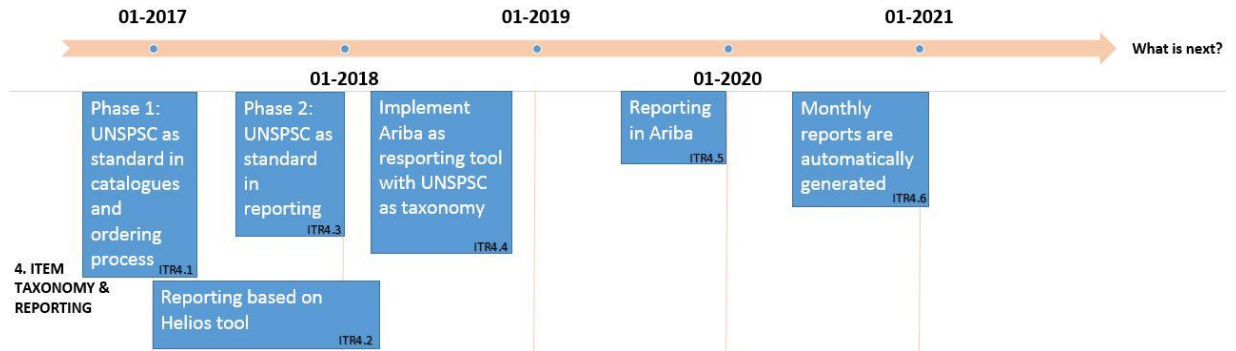 01-2017
01-2019
01-2021
What is next?
01-2018
01-2020
Phase 1:
UNSPSC as
standard in
catalogues
and
ordering
process
ITR4.1
Phase 2:
UNSPSC as
standard
in
reporting
ITR4.3
Implement
Ariba as
resporting tool
with UNSPSC
as taxonomy
ITR4.4
Reporting
in Ariba
ITR4.5
Monthly
reports are
automatically
generated
ITR4.6
4. ITEM
TAXONOMY &
REPORTING
Reporting based on
Helios tool
ITR4.2